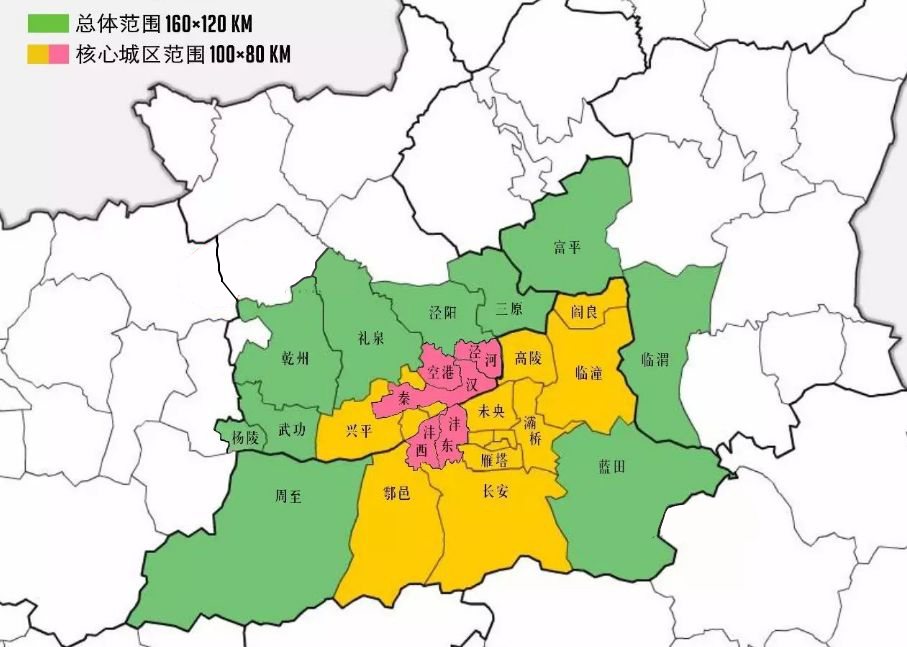 总体范围 160×120 KM
核心城区范围 100×80 KM
富平
泾阳
三原
阎良
礼泉
乾州
泾河
空港
高陵
临潼
临渭
秦
汉
未央
兴平
沣西
沣东
灞桥
杨陵
武功
雁塔
蓝田
周至
鄠邑
长安